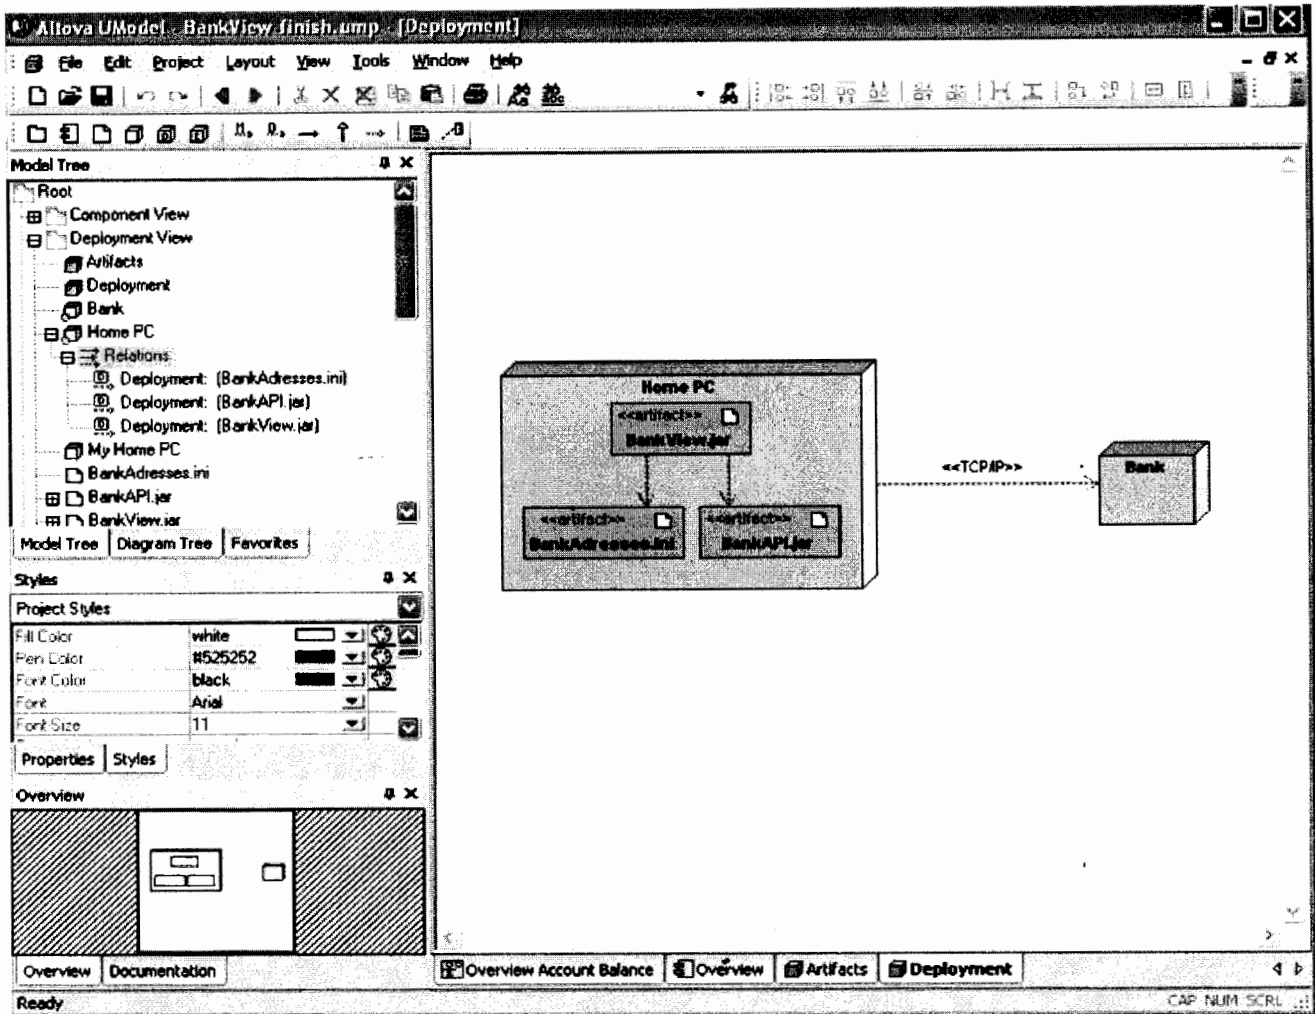 Altova UModel - BankView-finish.ump - [Deployment]
File Edit Project Layout View Tools Window Help
Model Tree
Root
Component View
Deployment View
Artifacts
Deployment
Bank
Home PC
Relations
Deployment: (BankAdresses.ini)
Deployment: (BankAPI.jar)
Deployment: (BankView.jar)
My Home PC
BankAdresses.ini
BankAPI.jar
BankView.jar
Model Tree Diagram Tree Favorites
Styles
Project Styles
Fill Color white
Pen Color #525252
Font Color black
Font Arial
Font Size 11
Properties Styles
Overview
Overview Documentation
Home PC
<<artifact>>
BankView.jar
<<artifact>>
BankAdresses.ini
<<artifact>>
BankAPI.jar
<<TCP/IP>>
Bank
Overview Account Balance Overview Artifacts Deployment
Ready
CAP NUM SCRL